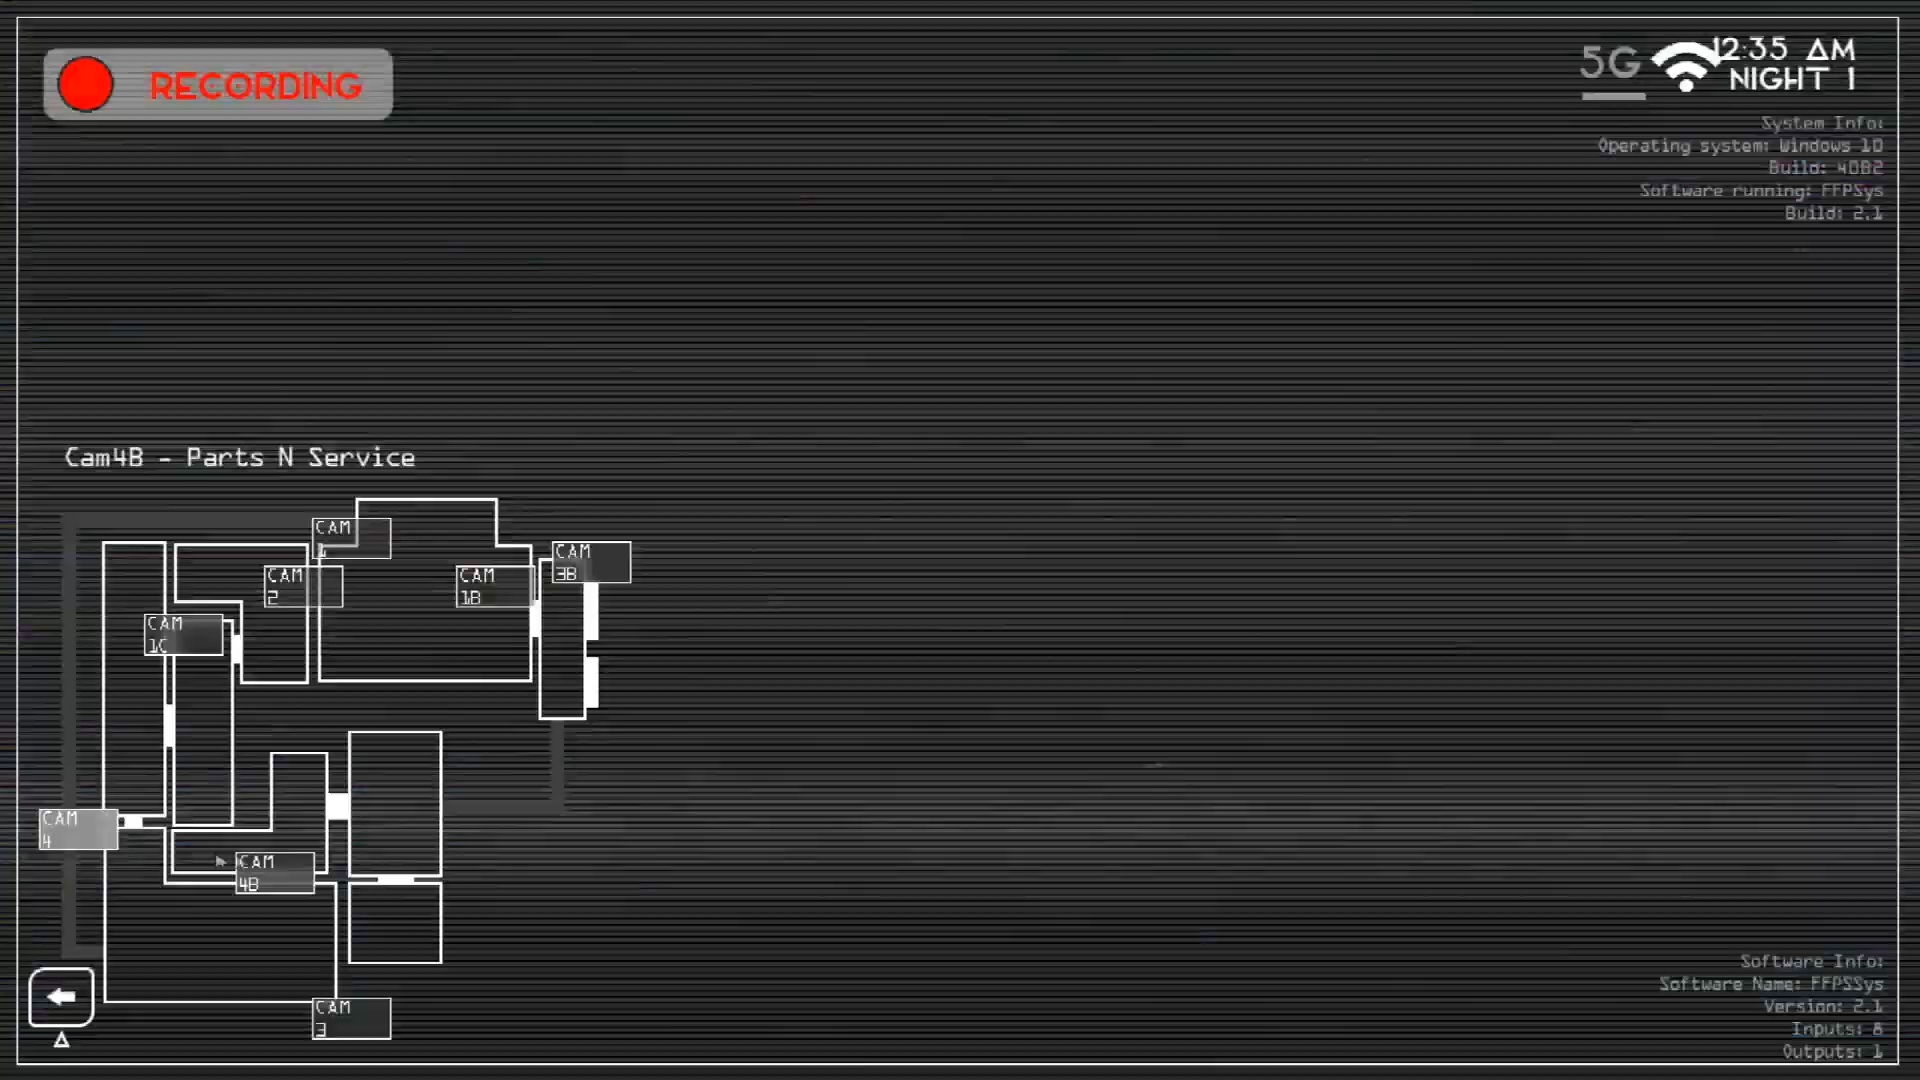 RECORDING
5G
12:35 AM
NIGHT 1
System Info:
Operating system: Windows 10
Build: 4082
Software running: FFPSys
Build: 2.1
Cam4B - Parts N Service
CAM
1
CAM
3B
CAM
2
CAM
1B
CAM
1C
CAM
4
CAM
4B
CAM
3
Software Info:
Software Name: FFPSSys
Version: 2.1
Inputs: 8
Outputs: 1